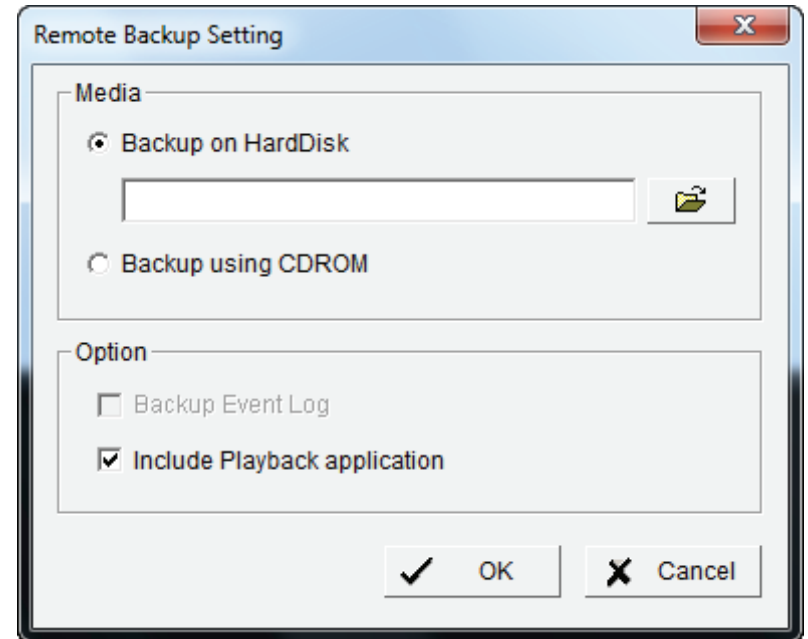 Remote Backup Setting
Media
Backup on HardDisk
Backup using CDROM
Option
Backup Event Log
Include Playback application
OK
Cancel